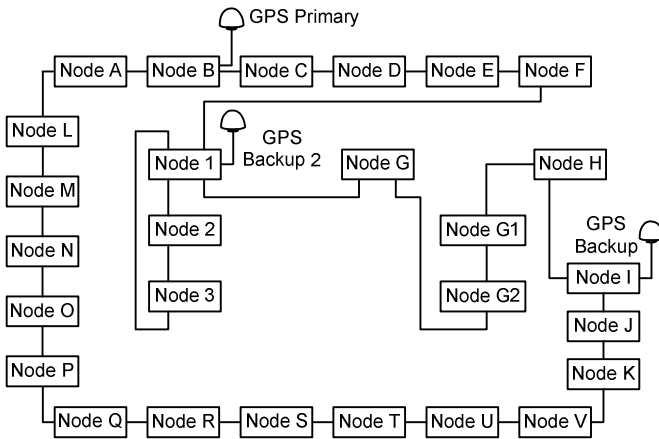 GPS Primary
Node A
Node B
Node C
Node D
Node E
Node F
Node L
GPS
Backup 2
Node 1
Node G
Node H
Node M
Node 2
Node G1
GPS
Backup
Node N
Node I
Node 3
Node G2
Node O
Node J
Node P
Node K
Node Q
Node R
Node S
Node T
Node U
Node V